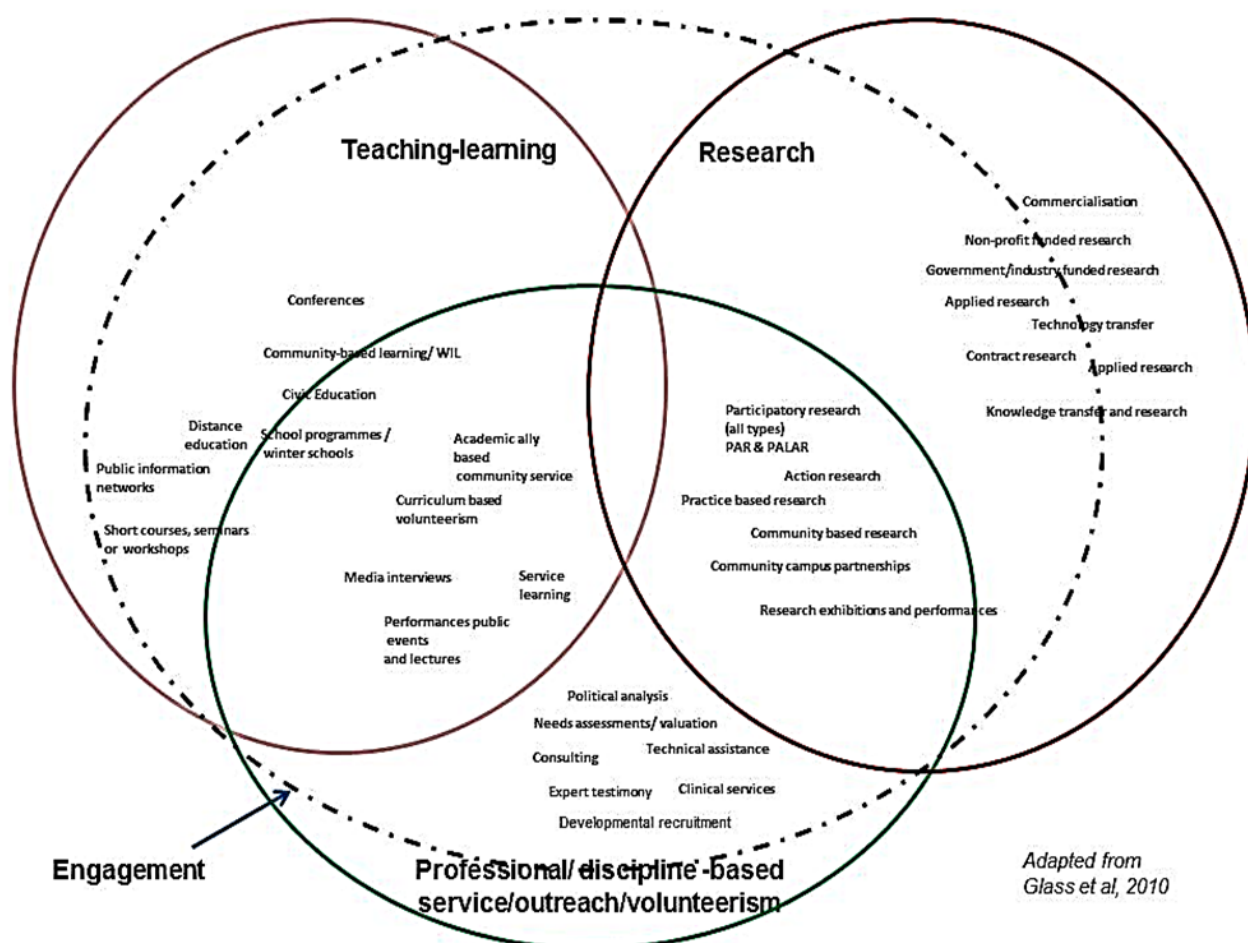 Teaching-learning
Research
Commercialisation
Non-profit funded research
Government/industry funded research
Applied research
Technology transfer
Contract research
Applied research
Knowledge transfer and research
Conferences
Community-based learning/ WIL
Civic Education
Distance
education
School programmes /
winter schools
Public information
networks
Short courses, seminars
or workshops
Academic ally
based
community service
Curriculum based
volunteerism
Media interviews
Service
learning
Performances public
events
and lectures
Participatory research
(all types)
PAR & PALAR
Action research
Practice based research
Community based research
Community campus partnerships
Research exhibitions and performances
Political analysis
Needs assessments/ valuation
Consulting
Technical assistance
Expert testimony
Clinical services
Developmental recruitment
Engagement
Professional/discipline-based
service/outreach/volunteerism
Adapted from
Glass et al, 2010